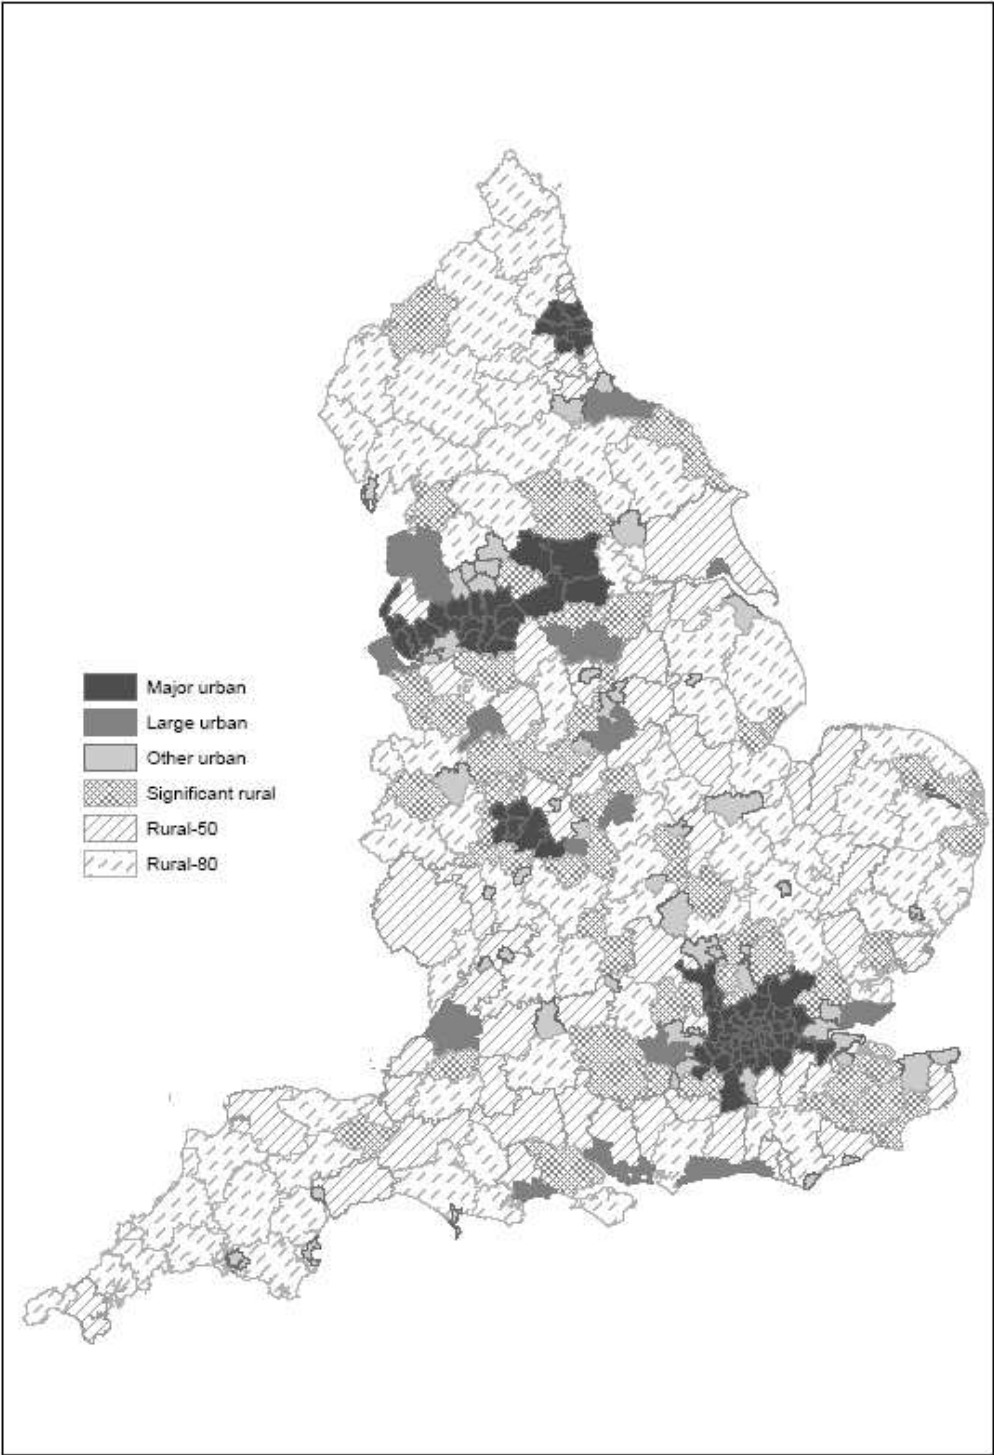 Major urban
Large urban
Other urban
Significant rural
Rural-50
Rural-80